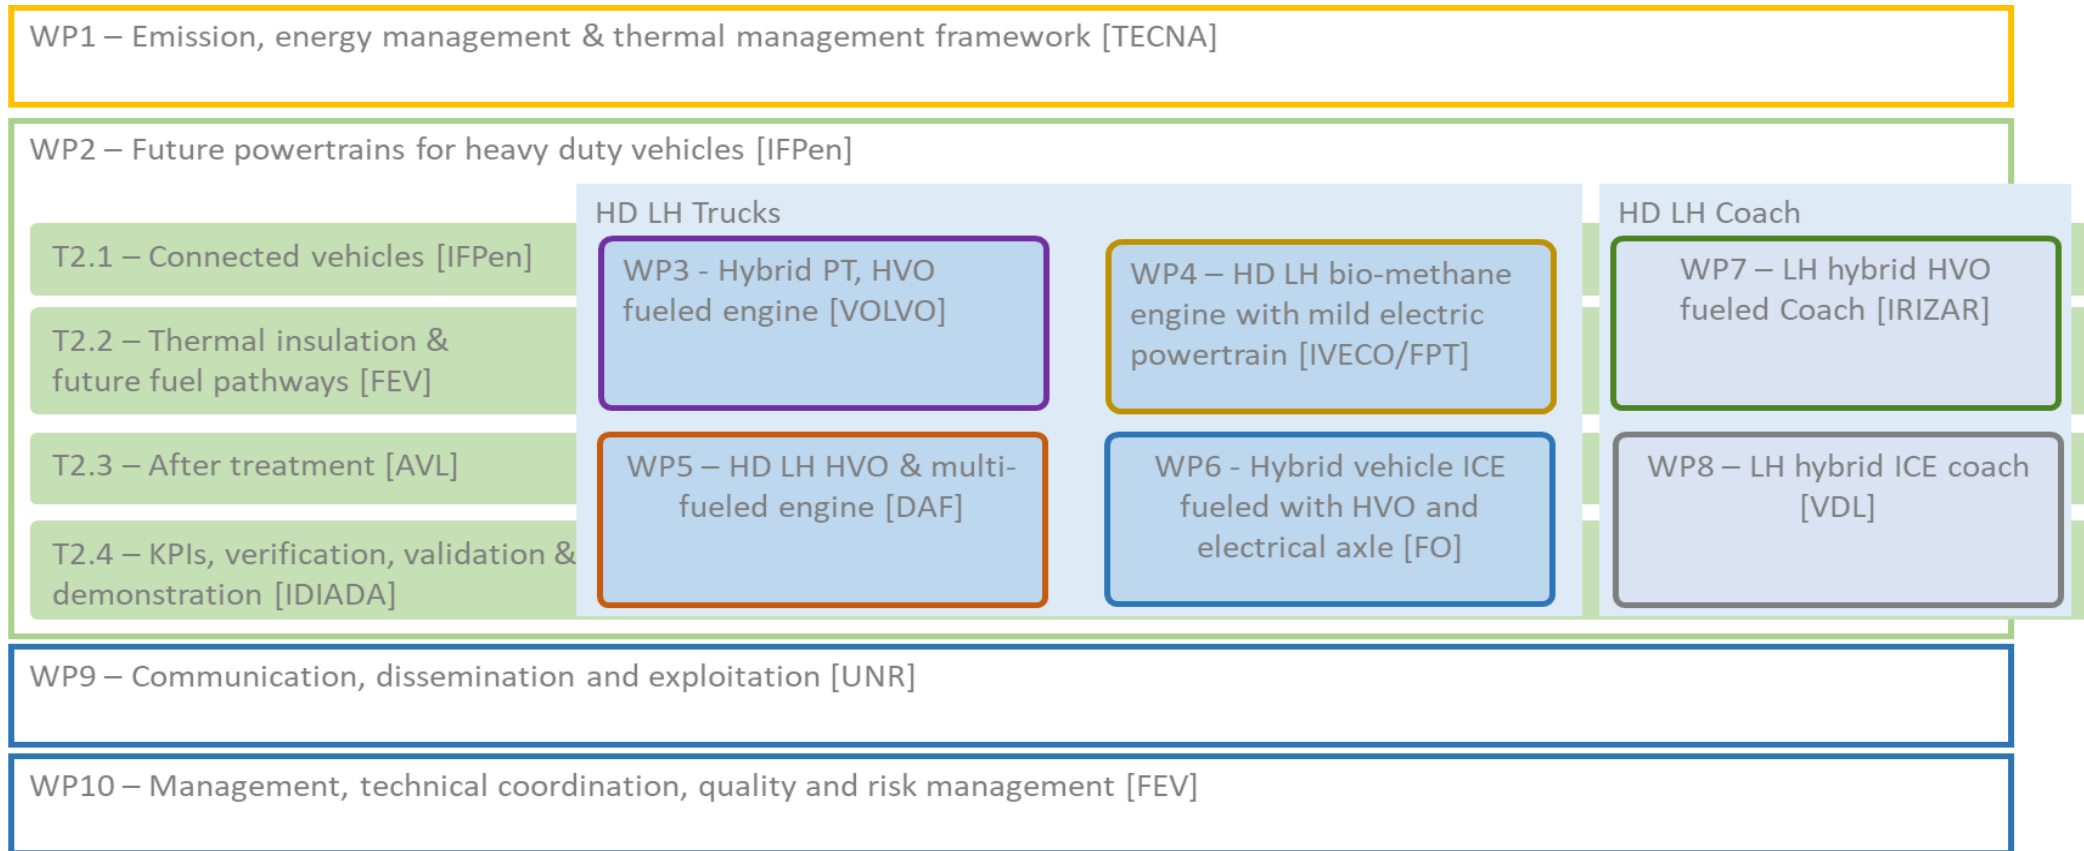 WP1 – Emission, energy management & thermal management framework [TECNA]
WP2 – Future powertrains for heavy duty vehicles [IFPen]
T2.1 – Connected vehicles [IFPen]
T2.2 – Thermal insulation &
future fuel pathways [FEV]
T2.3 – After treatment [AVL]
T2.4 – KPIs, verification, validation &
demonstration [IDIADA]
HD LH Trucks
WP3 - Hybrid PT, HVO
fueled engine [VOLVO]
WP4 – HD LH bio-methane
engine with mild electric
powertrain [IVECO/FPT]
WP5 – HD LH HVO & multi-
fueled engine [DAF]
WP6 - Hybrid vehicle ICE
fueled with HVO and
electrical axle [FO]
HD LH Coach
WP7 – LH hybrid HVO
fueled Coach [IRIZAR]
WP8 – LH hybrid ICE coach
[VDL]
WP9 – Communication, dissemination and exploitation [UNR]
WP10 – Management, technical coordination, quality and risk management [FEV]